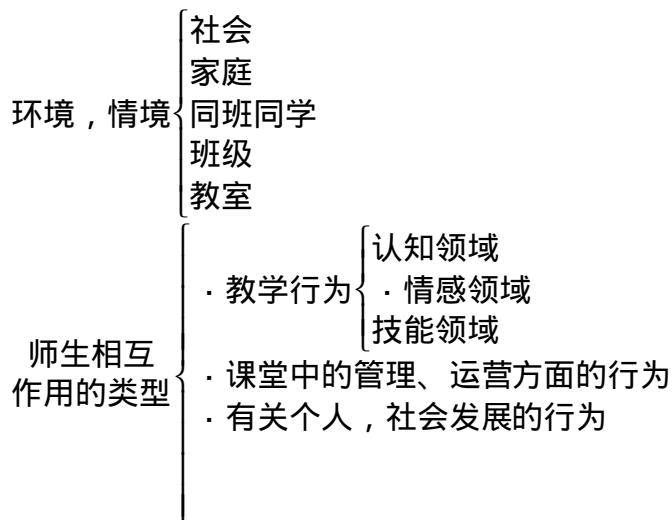 社会
家庭
环境，情境 同班同学
班级
教室
认知领域
·教学行为 ·情感领域
技能领域
师生相互
作用的类型
·课堂中的管理、运营方面的行为
·有关个人，社会发展的行为